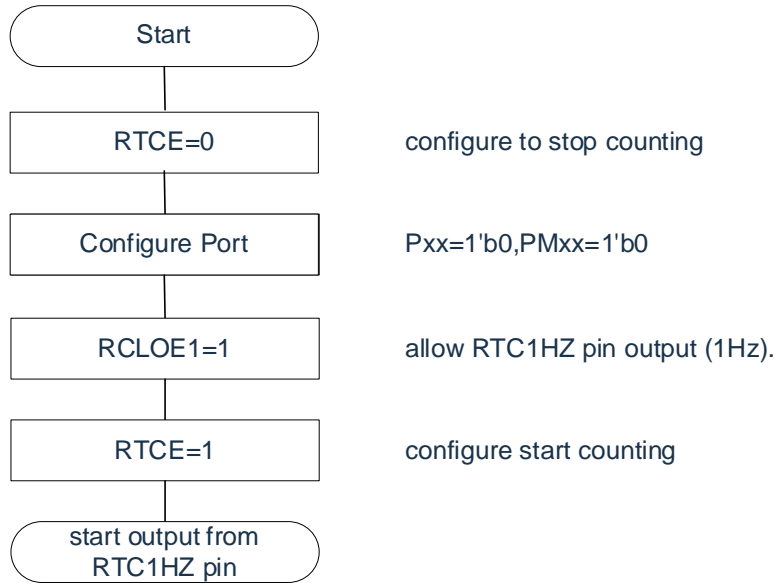 Start
RTCE=0
configure to stop counting
Configure Port
Pxx=1'b0,PMxx=1'b0
RCLOE1=1
allow RTC1HZ pin output (1Hz).
RTCE=1
configure start counting
start output from
RTC1HZ pin